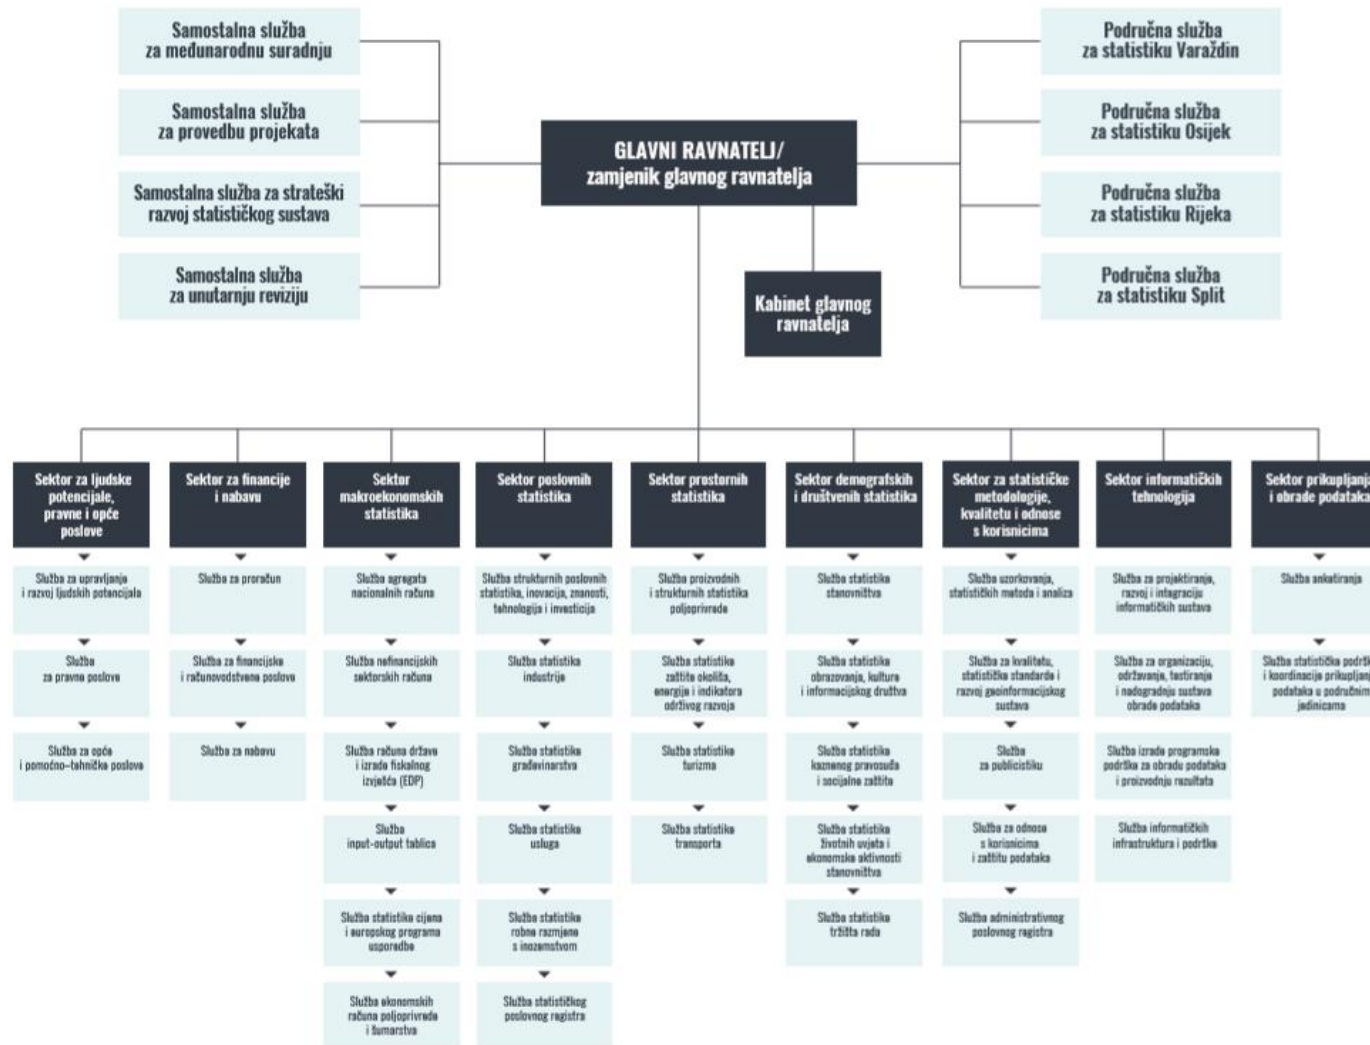 Samostalna služba
za međunarodnu suradnju
Samostalna služba
za provedbu projekata
Samostalna služba za strateški
razvoj statističkog sustava
Samostalna služba
za unutarnju reviziju
GLAVNI RAVNATELJ/
zamjenik glavnog ravnatelja
Kabinet glavnog
ravnatelja
Područna služba
za statistiku Varaždin
Područna služba
za statistiku Osijek
Područna služba
za statistiku Rijeka
Područna služba
za statistiku Split
Sektor za ljudske
potencijale,
pravne i opće
poslove
Služba za upravljanje
i razvoj ljudskih potencijala
Služba
za pravne poslove
Služba za opće
i pomoćno-tehničke poslove
Sektor za financije
i nabavu
Služba za proračun
Služba za financijske
i računovodstvene poslove
Služba za nabavu
Sektor
makroekonomskih
statistika
Služba agregata
nacionalnih računa
Služba nefinancijskih
sektorskih računa
Služba računa države
i izrade fiskalnog
izvješća (EDP)
Služba
input-output tablica
Služba statistike cijena
i europskog programa
usporedbe
Služba ekonomskih
računa poljoprivrede
i šumarstva
Sektor poslovnih
statistika
Služba strukturnih poslovnih
statistika, inovacija, znanosti,
tehnologija i investicija
Služba statistike
industrije
Služba statistike
građevinarstva
Služba statistike
usluga
Služba statistike
robne razmjene
s inozemstvom
Služba statističkog
poslovnog registra
Sektor prostornih
statistika
Služba proizvodnih
i strukturnih statistika
poljoprivrede
Služba statistike
zaštite okoliša,
energije i indikatora
održivog razvoja
Služba statistike
turizma
Služba statistike
transporta
Sektor demografskih
i društvenih statistika
Služba statistike
stanovništva
Služba statistike
obrazovanja, kulture
i informacijskog društva
Služba statistike
kaznenog pravosuđa
i socijalne zaštite
Služba statistike
životnih uvjeta i
ekonomske aktivnosti
stanovništva
Služba statistike
tržišta rada
Sektor za statističke
metodologije,
kvalitetu i odnose
s korisnicima
Služba uzorkovanja,
statističkih metoda i analiza
Služba za kvalitetu,
statističke standarde i
razvoj geoinformacijskog
sustava
Služba
za publicistiku
Služba za odnose
s korisnicima
i zaštitu podataka
Služba administrativnog
poslovnog registra
Sektor informatičkih
tehnologija
Služba za projektiranje,
razvoj i integraciju
informatičkih sustava
Služba za organizaciju,
održavanje, testiranje
i nadogradnju sustava
obrade podataka
Služba izrade programske
podrške za obradu podataka
i proizvodnju rezultata
Služba informatičkih
infrastruktura i podrške
Sektor prikupljanja
i obrade podataka
Služba anketiranja
Služba statističke podrške
i koordinacije prikupljanja
podataka u područnim
jedinicama